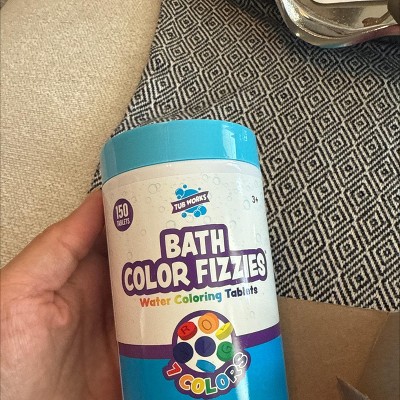 TUB WORKS
150
TABLETS
3+
BATH
COLOR FIZZIES
Water Coloring Tablets
R O Y G
7 COLORS